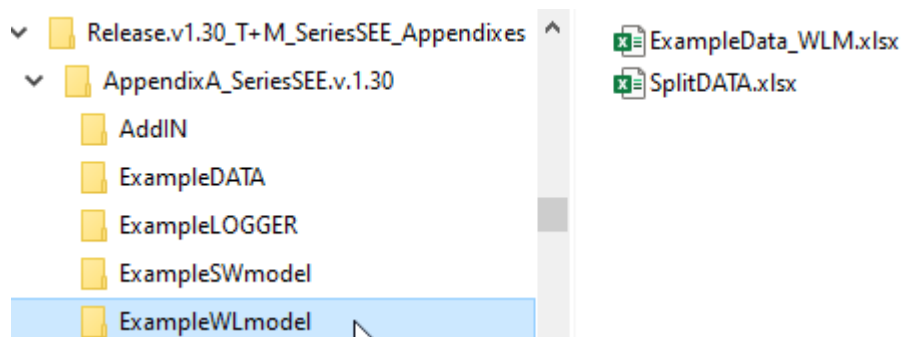 Release.v1.30_T+M_SeriesSEE_Appendixes
AppendixA_SeriesSEE.v.1.30
AddIN
ExampleDATA
ExampleLOGGER
ExampleSWmodel
ExampleWLmodel
ExampleData_WLM.xlsx
SplitDATA.xlsx